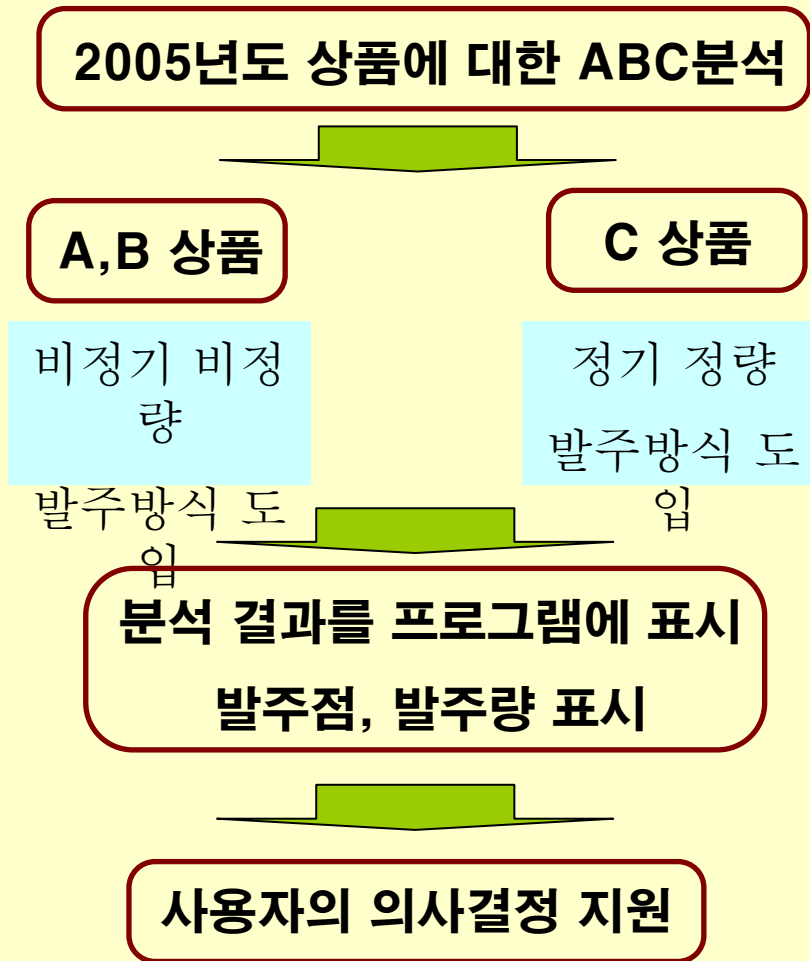 2005년도 상품에 대한 ABC분석
A,B 상품
비정기 비정
량
발주방식 도
입
C 상품
정기 정량
발주방식 도
입
분석 결과를 프로그램에 표시
발주점, 발주량 표시
사용자의 의사결정 지원